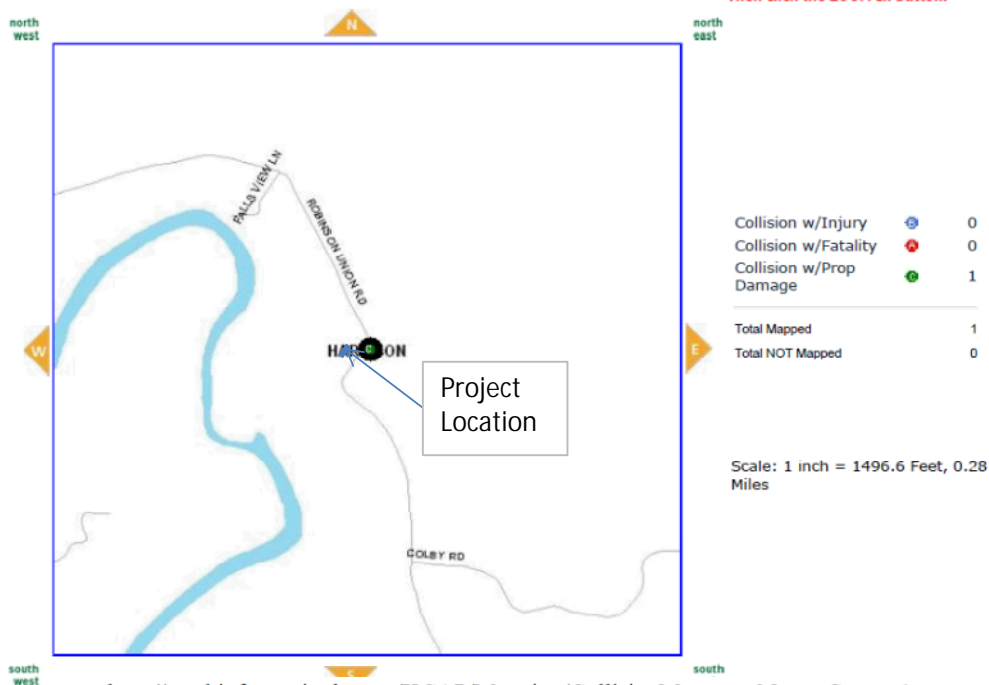 north
west
N
north
east
FALLS VIEW LN
ROBINSON UNION RD
Collision w/Injury B 0
Collision w/Fatality A 0
Collision w/Prop
Damage C 1
Total Mapped 1
Total NOT Mapped 0
W
E
Project
Location
Scale: 1 inch = 1496.6 Feet, 0.28
Miles
COLBY RD
south
west
S
south